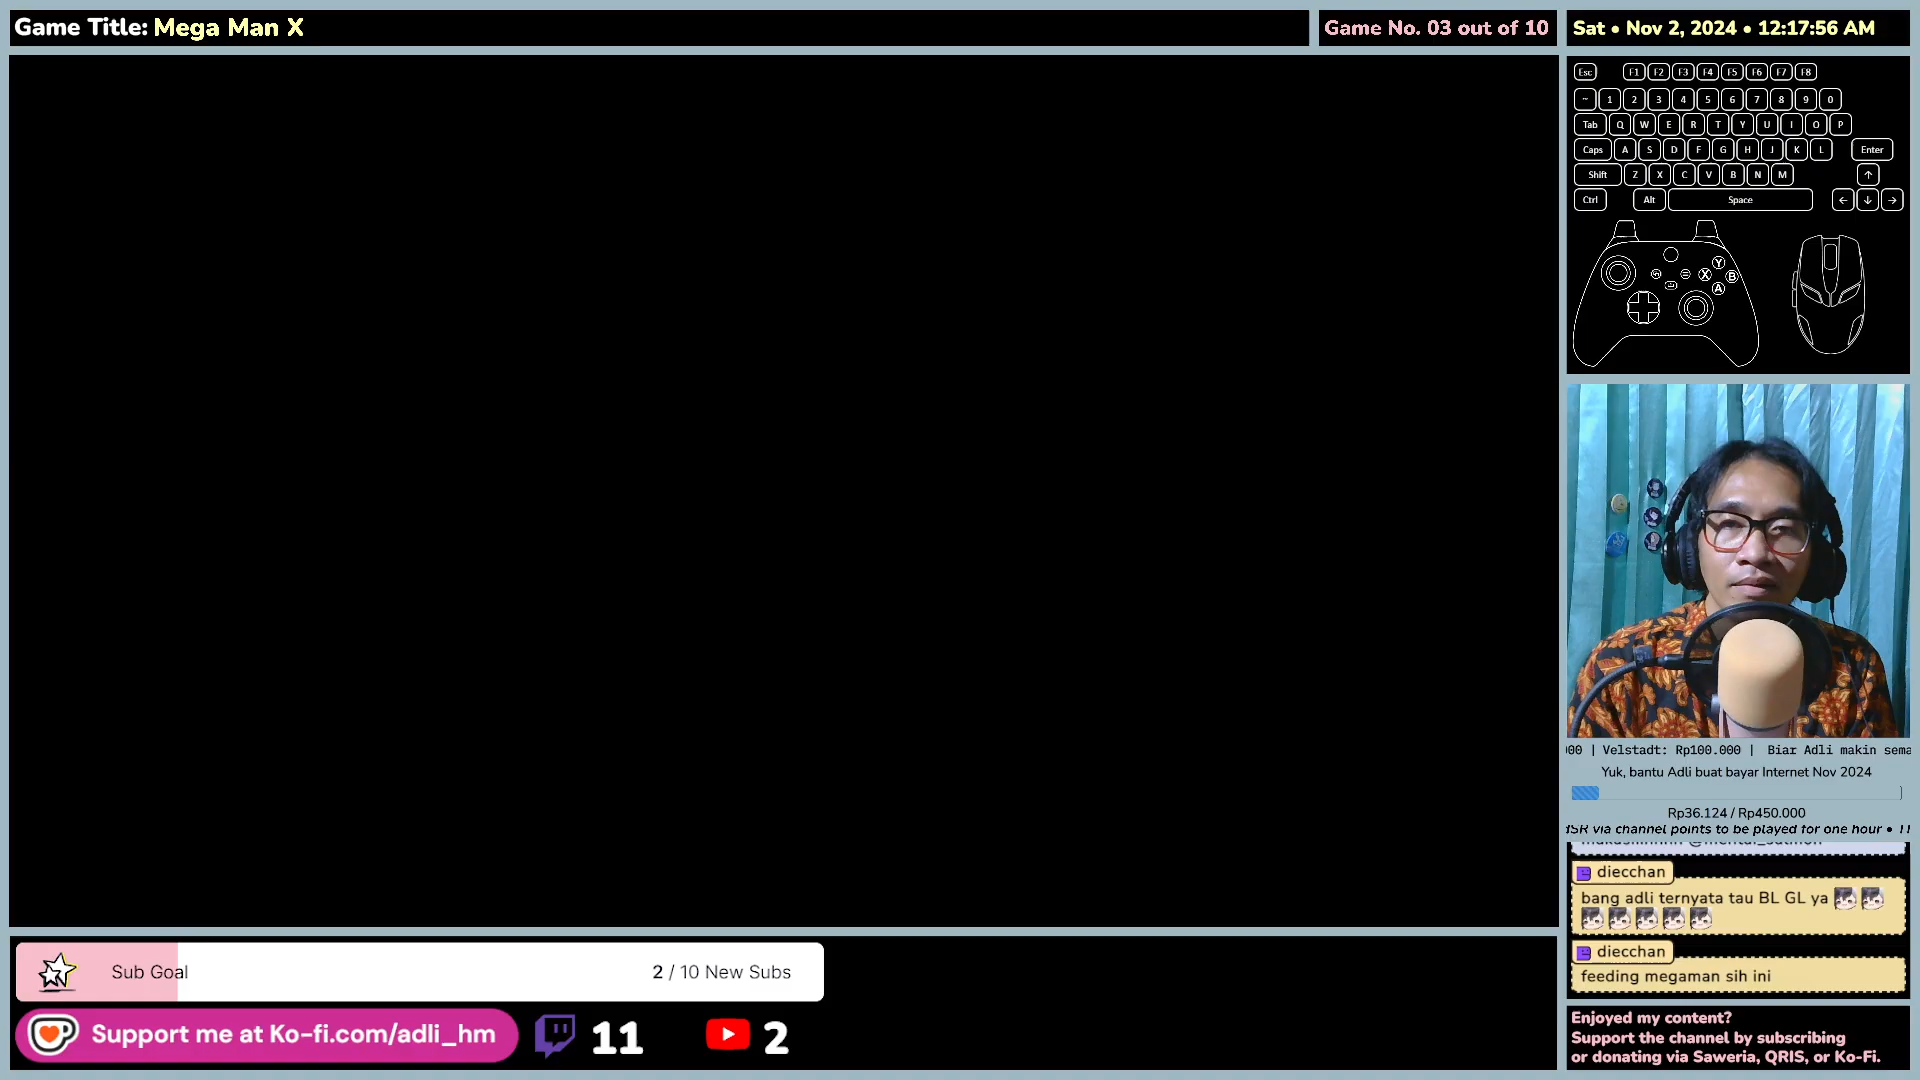 Game Title: Mega Man X
Game No. 03 out of 10
Sat • Nov 2, 2024 • 12:17:56 AM
Esc F1 F2 F3 F4 F5 F6 F7 F8
~ 1 2 3 4 5 6 7 8 9 0
Tab Q W E R T Y U I O P
Caps A S D F G H J K L Enter
Shift Z X C V B N M ↑
Ctrl Alt Space ← ↓ →
Y
X B
A
000 | Velstadt: Rp100.000 | Biar Adli makin sema
Yuk, bantu Adli buat bayar Internet Nov 2024
Rp36.124 / Rp450.000
via channel points to be played for one hour •
diecchan
bang adli ternyata tau BL GL ya
diecchan
feeding megaman sih ini
Sub Goal 2 / 10 New Subs
Support me at Ko-fi.com/adli_hm 11 2
Enjoyed my content?
Support the channel by subscribing
or donating via Saweria, QRIS, or Ko-Fi.